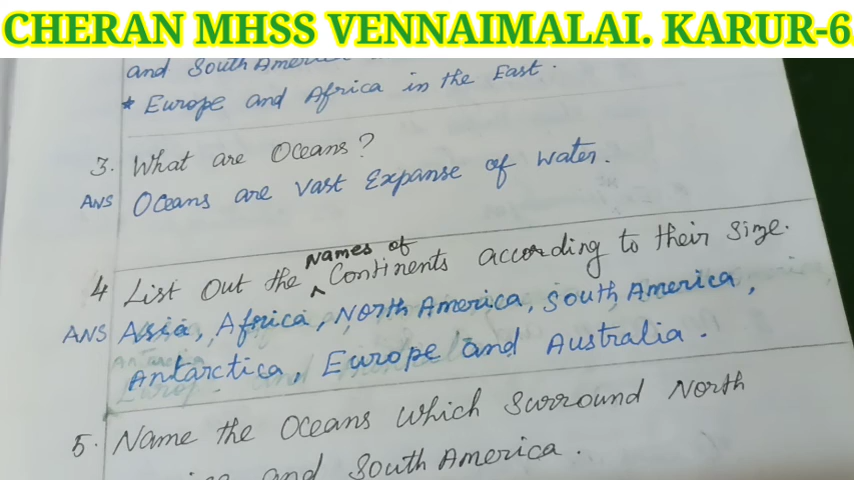 CHERAN MHSS VENNAIMALAI. KARUR-6
and South America
* Europe and Africa in the East.
3. What are Oceans?
ANS Oceans are vast Expanse of water.
4 List out the names of Continents according to their size.
ANS Asia, Africa, North America, South America,
Antarctica, Europe and Australia.
5. Name the Oceans which surround North
and South America.